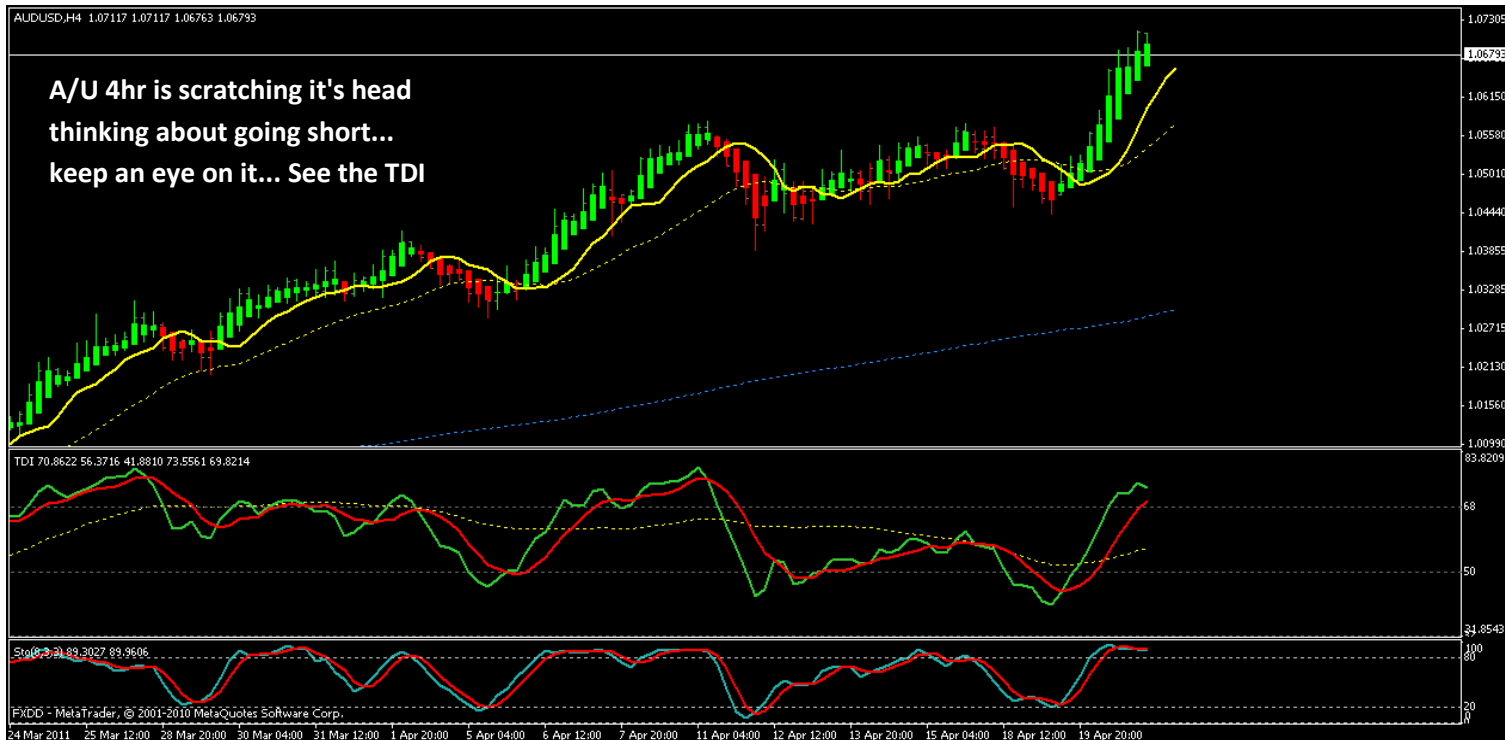 AUDUSD,H4 1.07117 1.07117 1.06763 1.06793
A/U 4hr is scratching it's head
thinking about going short...
keep an eye on it... See the TDI
1.07305
1.06793
1.06150
1.05580
1.05010
1.04440
1.03855
1.03285
1.02715
1.02130
1.01560
1.00990
TDI 70.8622 56.3716 41.8810 73.5561 69.8214
83.8209
68
50
31.8543
Sto(8,3,3) 89.3027 89.9606
100
80
20
0
FXDD - MetaTrader, © 2001-2010 MetaQuotes Software Corp.
24 Mar 2011 25 Mar 12:00 28 Mar 20:00 30 Mar 04:00 31 Mar 12:00 1 Apr 20:00 5 Apr 04:00 6 Apr 12:00 7 Apr 20:00 11 Apr 04:00 12 Apr 12:00 13 Apr 20:00 15 Apr 04:00 18 Apr 12:00 19 Apr 20:00